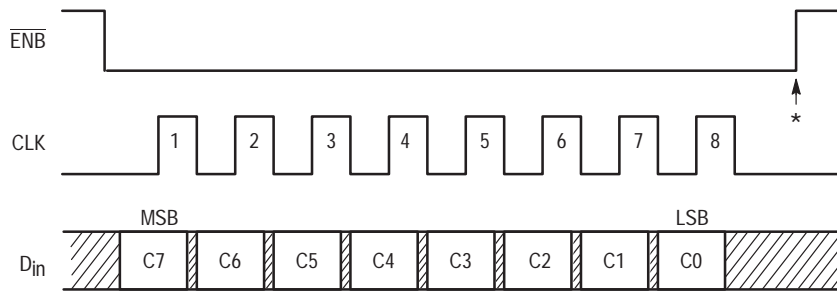 ENB
*
CLK 1 2 3 4 5 6 7 8
MSB LSB
Din C7 C6 C5 C4 C3 C2 C1 C0